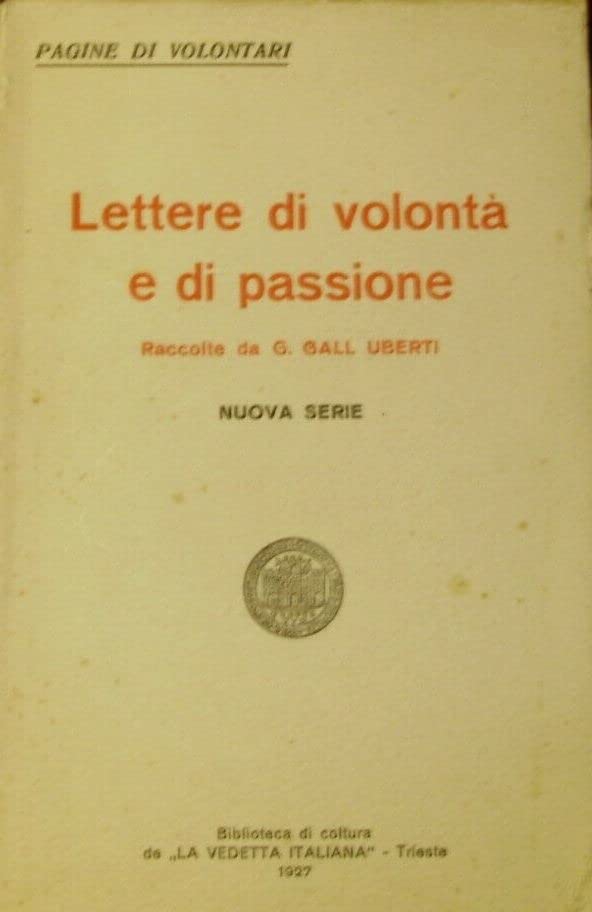 PAGINE DI VOLONTARI
Lettere di volontà
e di passione
Raccolte da G. GALL UBERTI
NUOVA SERIE
Biblioteca di coltura
de „LA VEDETTA ITALIANA“ - Trieste
1927